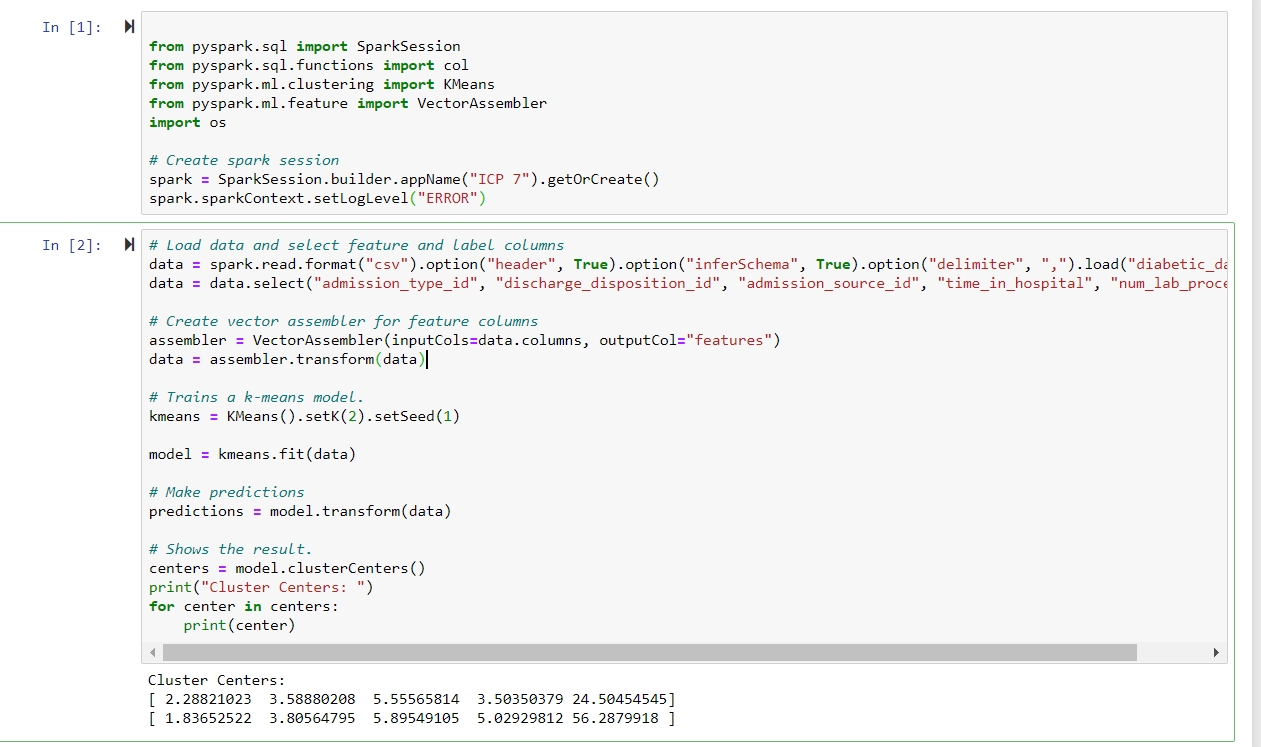 In [1]:
from pyspark.sql import SparkSession
from pyspark.sql.functions import col
from pyspark.ml.clustering import KMeans
from pyspark.ml.feature import VectorAssembler
import os
# Create spark session
spark = SparkSession.builder.appName("ICP 7").getOrCreate()
spark.sparkContext.setLogLevel("ERROR")
In [2]:
# Load data and select feature and label columns
data = spark.read.format("csv").option("header", True).option("inferSchema", True).option("delimiter", ",").load("diabetic_da
data = data.select("admission_type_id", "discharge_disposition_id", "admission_source_id", "time_in_hospital", "num_lab_proce
# Create vector assembler for feature columns
assembler = VectorAssembler(inputCols=data.columns, outputCol="features")
data = assembler.transform(data)
# Trains a k-means model.
kmeans = KMeans().setK(2).setSeed(1)
model = kmeans.fit(data)
# Make predictions
predictions = model.transform(data)
# Shows the result.
centers = model.clusterCenters()
print("Cluster Centers: ")
for center in centers:
    print(center)
Cluster Centers:
[ 2.28821023  3.58880208  5.55565814  3.50350379 24.50454545]
[ 1.83652522  3.80564795  5.89549105  5.02929812 56.2879918 ]